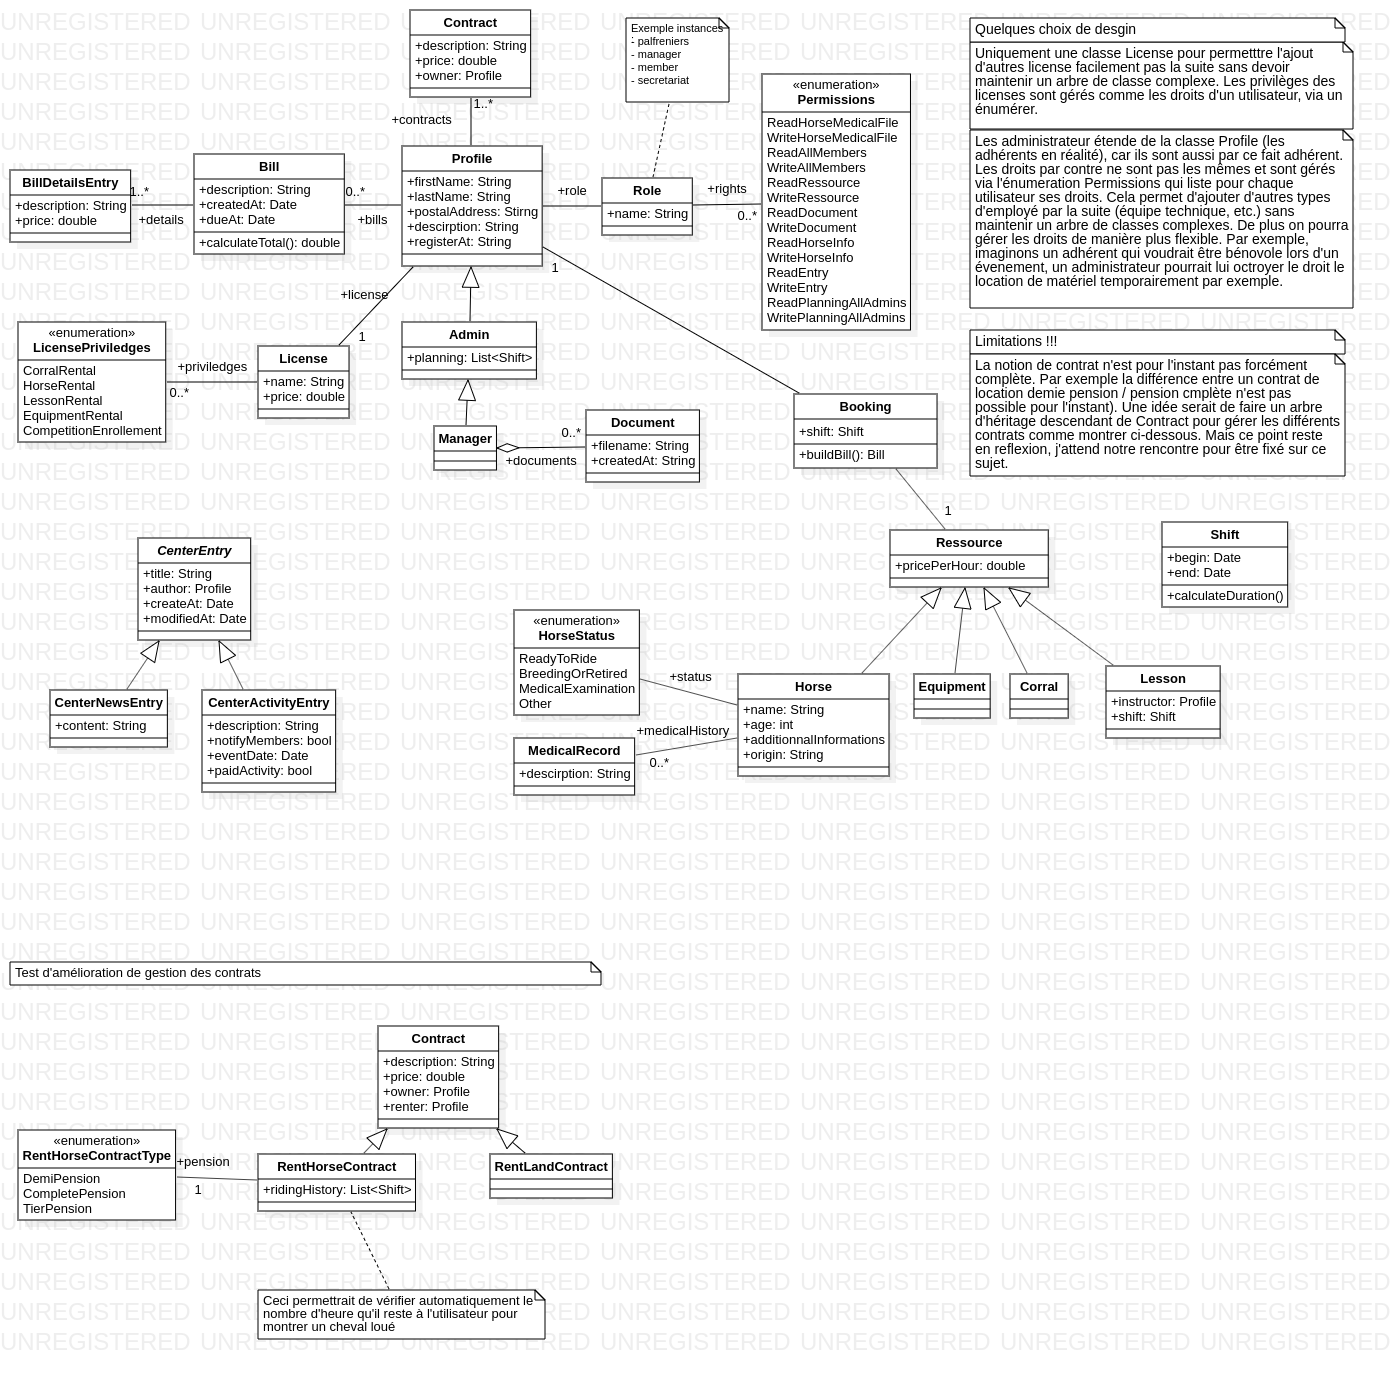 Contract
+description: String
+price: double
+owner: Profile
1..*
+contracts
Exemple instances
:
- palfreniers
- manager
- member
- secretariat
«enumeration»
Permissions
ReadHorseMedicalFile
WriteHorseMedicalFile
ReadAllMembers
WriteAllMembers
ReadRessource
WriteRessource
ReadDocument
WriteDocument
ReadHorseInfo
WriteHorseInfo
ReadEntry
WriteEntry
ReadPlanningAllAdmins
WritePlanningAllAdmins
Quelques choix de desgin
Uniquement une classe License pour permetttre l'ajout
d'autres license facilement pas la suite sans devoir
maintenir un arbre de classe complexe. Les privilèges des
licenses sont gérés comme les droits d'un utilisateur, via un
énumérer.
Les administrateur étende de la classe Profile (les
adhérents en réalité), car ils sont aussi par ce fait adhérent.
Les droits par contre ne sont pas les mêmes et sont gérés
via l'énumération Permissions qui liste pour chaque
utilisateur ses droits. Cela permet d'ajouter d'autres types
d'employé par la suite (équipe technique, etc.) sans
maintenir un arbre de classes complexes. De plus on pourra
gérer les droits de manière plus flexible. Par exemple,
imaginons un adhérent qui voudrait être bénovole lors d'un
évenement, un administrateur pourrait lui octroyer le droit le
location de matériel temporairement par exemple.
BillDetailsEntry
+description: String
+price: double
1..*
+details
Bill
+description: String
+createdAt: Date
+dueAt: Date
+calculateTotal(): double
0..*
+bills
Profile
+firstName: String
+lastName: String
+postalAddress: Stirng
+descirption: String
+registerAt: String
+role
Role
+name: String
+rights
0..*
1
+license
1
«enumeration»
LicensePriviledges
CorralRental
HorseRental
LessonRental
EquipmentRental
CompetitionEnrollement
+priviledges
0..*
License
+name: String
+price: double
Admin
+planning: List<Shift>
Limitations !!!
La notion de contrat n'est pour l'instant pas forcément
complète. Par exemple la différence entre un contrat de
location demie pension / pension cmplète n'est pas
possible pour l'instant). Une idée serait de faire un arbre
d'héritage descendant de Contract pour gérer les différents
contrats comme montrer ci-dessous. Mais ce point reste
en reflexion, j'attend notre rencontre pour être fixé sur ce
sujet.
Manager
0..*
+documents
Document
+filename: String
+createdAt: String
Booking
+shift: Shift
+buildBill(): Bill
1
Ressource
+pricePerHour: double
Shift
+begin: Date
+end: Date
+calculateDuration()
CenterEntry
+title: String
+author: Profile
+createAt: Date
+modifiedAt: Date
CenterNewsEntry
+content: String
CenterActivityEntry
+description: String
+notifyMembers: bool
+eventDate: Date
+paidActivity: bool
«enumeration»
HorseStatus
ReadyToRide
BreedingOrRetired
MedicalExamination
Other
+status
+medicalHistory
0..*
MedicalRecord
+descirption: String
Horse
+name: String
+age: int
+additionnalInformations
+origin: String
Equipment
Corral
Lesson
+instructor: Profile
+shift: Shift
Test d'amélioration de gestion des contrats
Contract
+description: String
+price: double
+owner: Profile
+renter: Profile
«enumeration»
RentHorseContractType
DemiPension
CompletePension
TierPension
+pension
1
RentHorseContract
+ridingHistory: List<Shift>
RentLandContract
Ceci permettrait de vérifier automatiquement le
nombre d'heure qu'il reste à l'utilisateur pour
montrer un cheval loué
UNREGISTERED